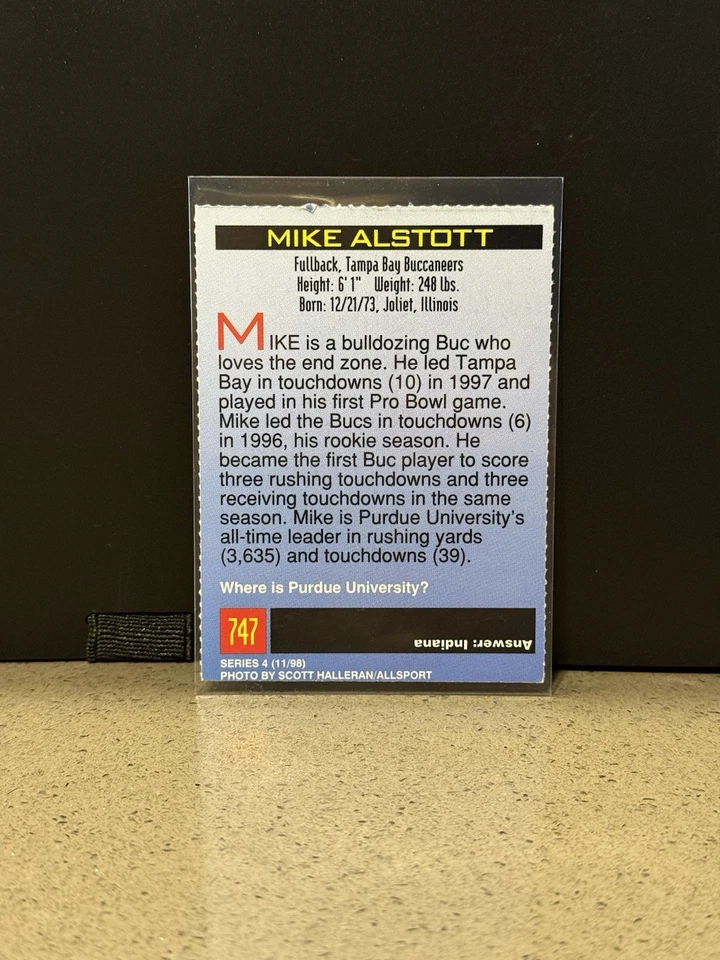 MIKE ALSTOTT
Fullback, Tampa Bay Buccaneers
Height: 6' 1" Weight: 248 lbs.
Born: 12/21/73, Joliet, Illinois
MIKE is a bulldozing Buc who
loves the end zone. He led Tampa
Bay in touchdowns (10) in 1997 and
played in his first Pro Bowl game.
Mike led the Bucs in touchdowns (6)
in 1996, his rookie season. He
became the first Buc player to score
three rushing touchdowns and three
receiving touchdowns in the same
season. Mike is Purdue University's
all-time leader in rushing yards
(3,635) and touchdowns (39).
Where is Purdue University?
747
Answer: Indiana
SERIES 4 (11/98)
PHOTO BY SCOTT HALLERAN/ALLSPORT